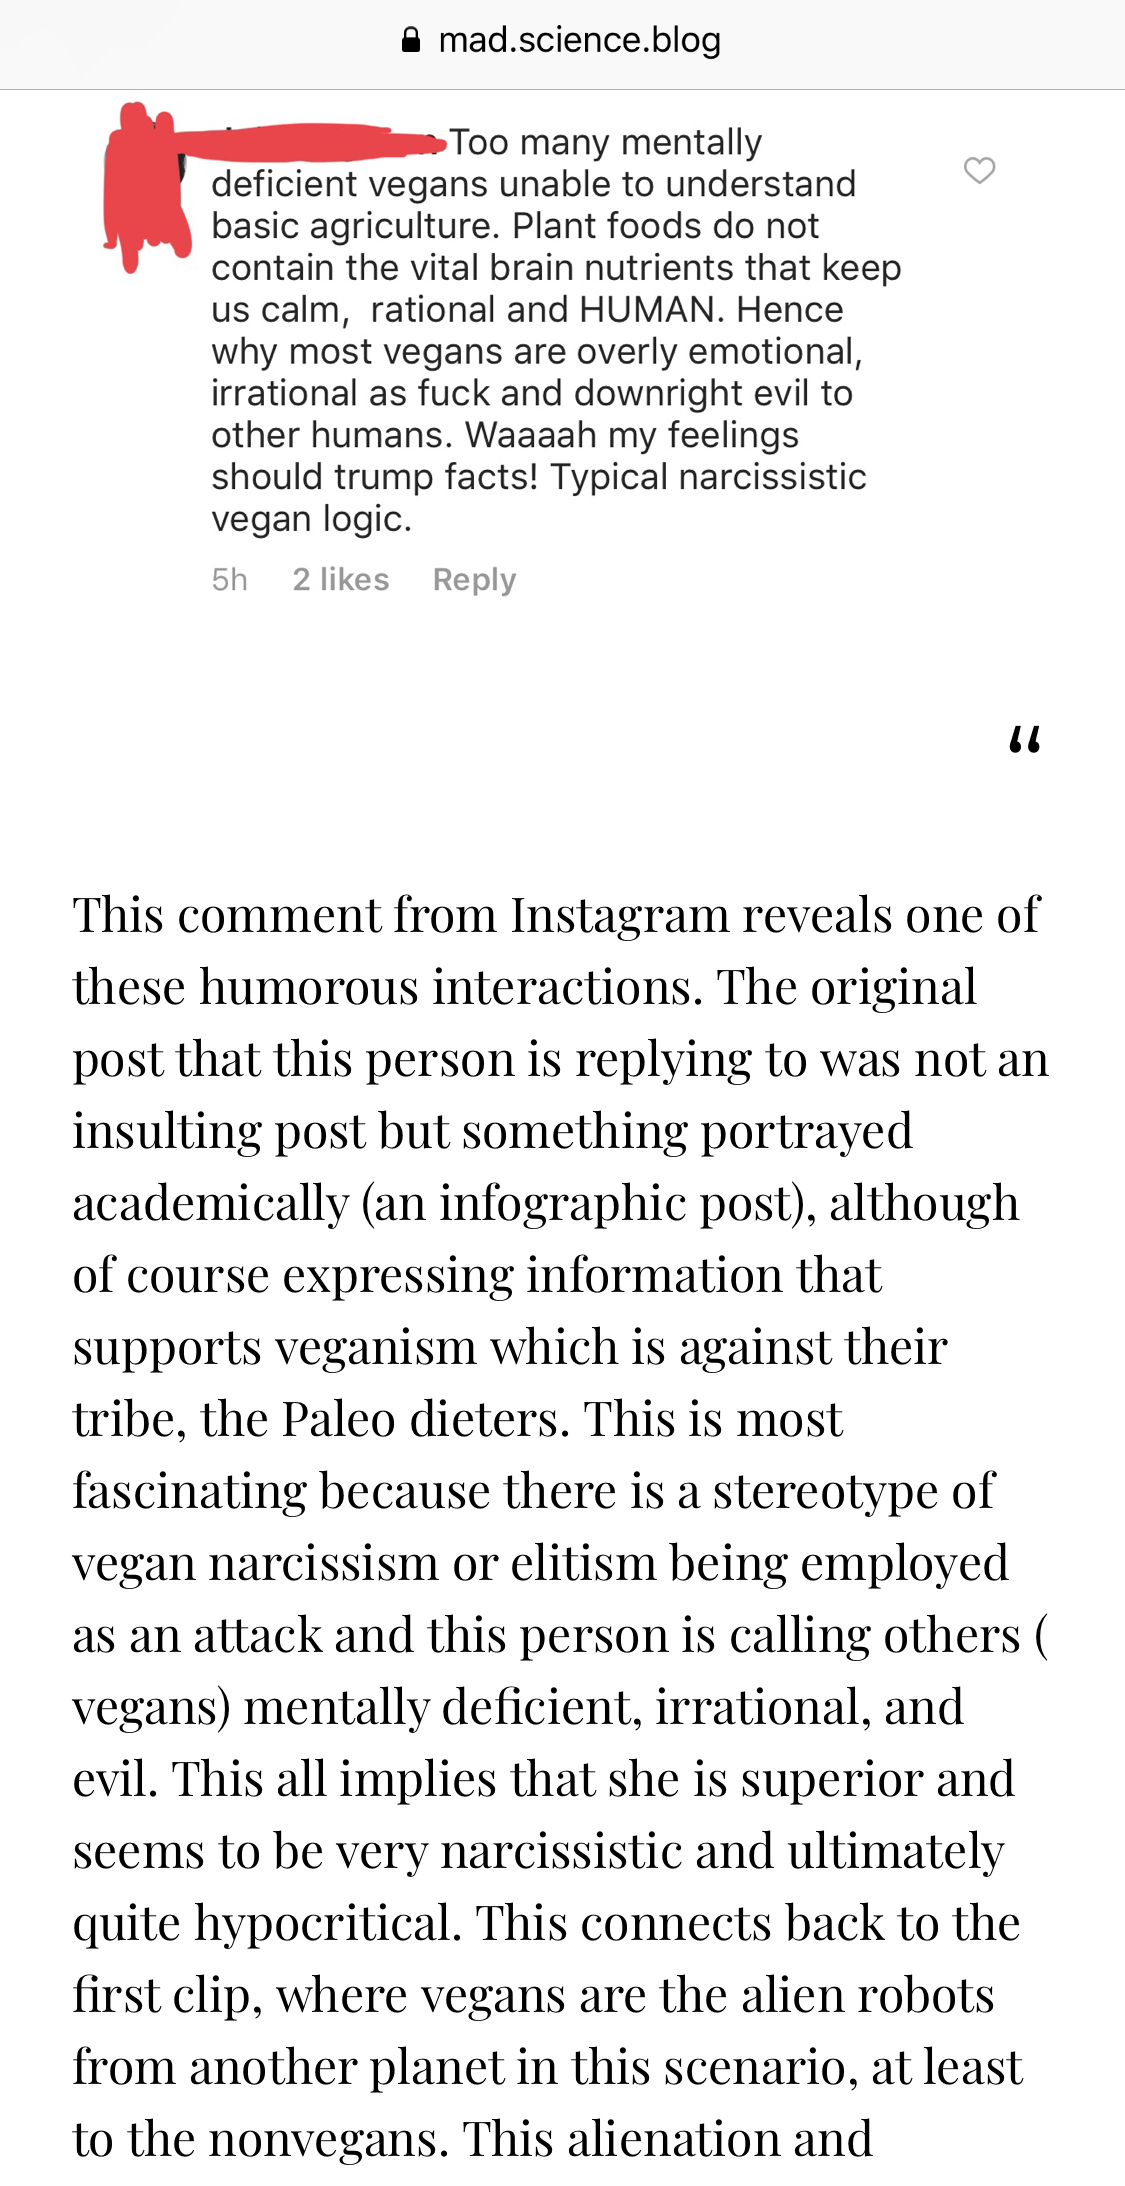 mad.science.blog
Too many mentally
deficient vegans unable to understand
basic agriculture. Plant foods do not
contain the vital brain nutrients that keep
us calm,  rational and HUMAN. Hence
why most vegans are overly emotional,
irrational as fuck and downright evil to
other humans. Waaaah my feelings
should trump facts! Typical narcissistic
vegan logic.
5h 2 likes Reply
“
This comment from Instagram reveals one of
these humorous interactions. The original
post that this person is replying to was not an
insulting post but something portrayed
academically (an infographic post), although
of course expressing information that
supports veganism which is against their
tribe, the Paleo dieters. This is most
fascinating because there is a stereotype of
vegan narcissism or elitism being employed
as an attack and this person is calling others (
vegans) mentally deficient, irrational, and
evil. This all implies that she is superior and
seems to be very narcissistic and ultimately
quite hypocritical. This connects back to the
first clip, where vegans are the alien robots
from another planet in this scenario, at least
to the nonvegans. This alienation and